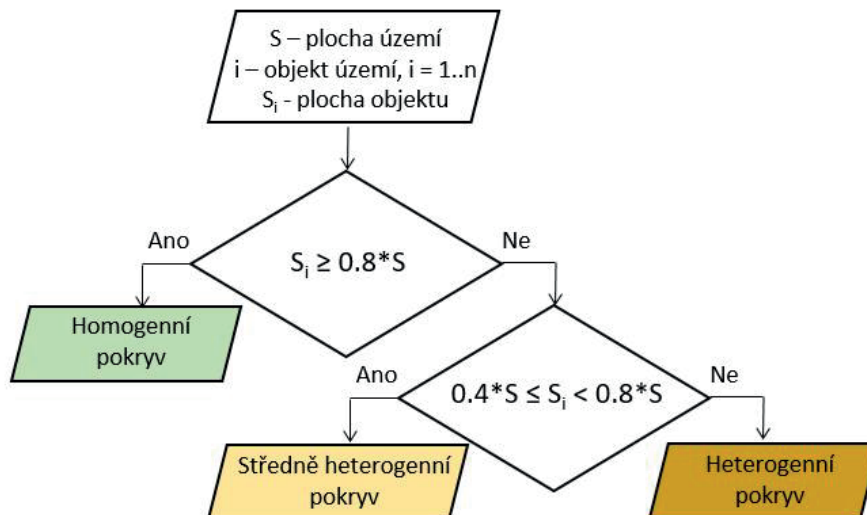 S – plocha území
i – objekt území, i = 1..n
Sᵢ - plocha objektu
Ano
Ne
Sᵢ ≥ 0.8*S
Homogenní
pokryv
Ano
Ne
0.4*S ≤ Sᵢ < 0.8*S
Středně heterogenní
pokryv
Heterogenní
pokryv